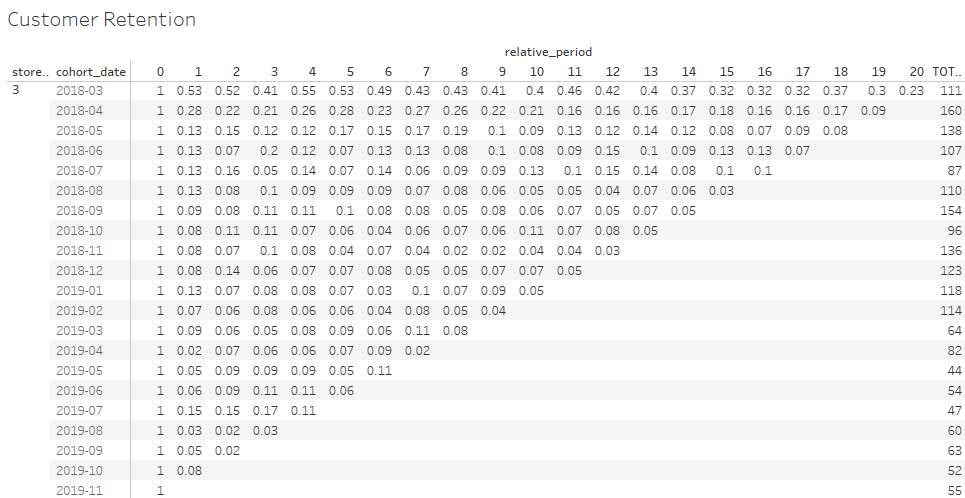 Customer Retention
relative_period
store.. cohort_date 0 1 2 3 4 5 6 7 8 9 10 11 12 13 14 15 16 17 18 19 20 TOT..
3 2018-03 1 0.53 0.52 0.41 0.55 0.53 0.49 0.43 0.43 0.41 0.4 0.46 0.42 0.4 0.37 0.32 0.32 0.32 0.37 0.3 0.23 111
2018-04 1 0.28 0.22 0.21 0.26 0.28 0.23 0.27 0.26 0.22 0.21 0.16 0.16 0.16 0.17 0.18 0.16 0.16 0.17 0.09 160
2018-05 1 0.13 0.15 0.12 0.12 0.17 0.15 0.17 0.19 0.1 0.09 0.13 0.12 0.14 0.12 0.08 0.07 0.09 0.08 138
2018-06 1 0.13 0.07 0.2 0.12 0.07 0.13 0.13 0.08 0.1 0.08 0.09 0.15 0.1 0.09 0.13 0.13 0.07 107
2018-07 1 0.13 0.16 0.05 0.14 0.07 0.14 0.06 0.09 0.09 0.13 0.1 0.15 0.14 0.08 0.1 0.1 87
2018-08 1 0.13 0.08 0.1 0.09 0.09 0.09 0.07 0.08 0.06 0.05 0.05 0.04 0.07 0.06 0.03 110
2018-09 1 0.09 0.08 0.11 0.11 0.1 0.08 0.08 0.05 0.08 0.06 0.07 0.05 0.07 0.05 154
2018-10 1 0.08 0.11 0.11 0.07 0.06 0.04 0.06 0.07 0.06 0.11 0.07 0.08 0.05 96
2018-11 1 0.08 0.07 0.1 0.08 0.04 0.07 0.04 0.02 0.02 0.04 0.04 0.03 136
2018-12 1 0.08 0.14 0.06 0.07 0.07 0.08 0.05 0.05 0.07 0.07 0.05 123
2019-01 1 0.13 0.07 0.08 0.08 0.07 0.03 0.1 0.07 0.09 0.05 118
2019-02 1 0.07 0.06 0.08 0.06 0.06 0.04 0.08 0.05 0.04 114
2019-03 1 0.09 0.06 0.05 0.08 0.09 0.06 0.11 0.08 64
2019-04 1 0.02 0.07 0.06 0.06 0.07 0.09 0.02 82
2019-05 1 0.05 0.09 0.09 0.09 0.05 0.11 44
2019-06 1 0.06 0.09 0.11 0.11 0.06 54
2019-07 1 0.15 0.15 0.17 0.11 47
2019-08 1 0.03 0.02 0.03 60
2019-09 1 0.05 0.02 63
2019-10 1 0.08 52
2019-11 1 55